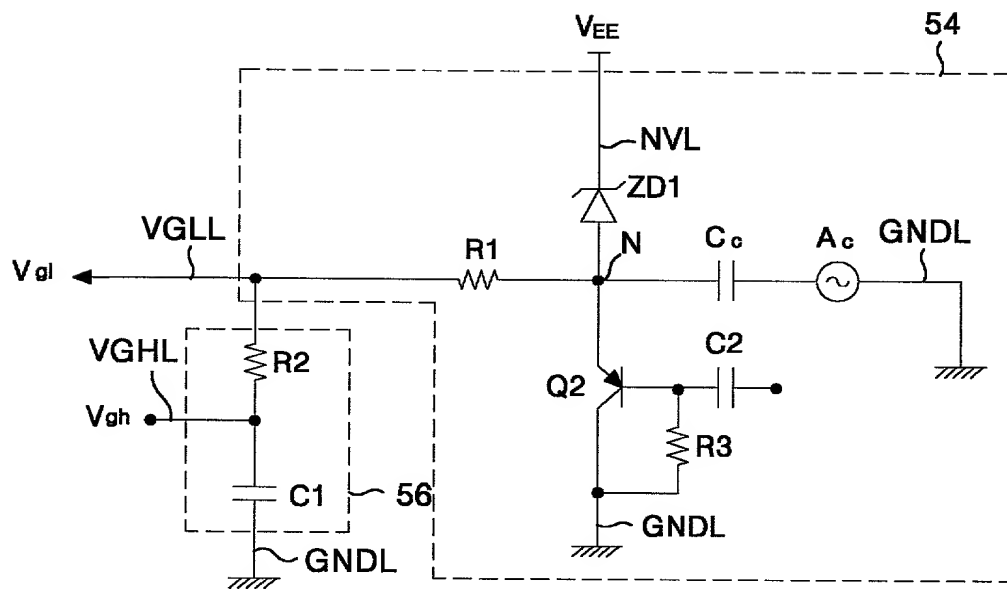 54
VEE
NVL
ZD1
VGLL
R1
N
Cc
Ac
GNDL
Vgl
VGHL
R2
C2
Q2
Vgh
R3
C1
56
GNDL
GNDL